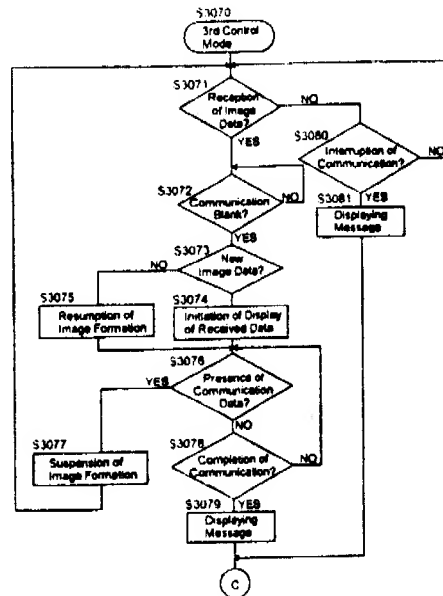 S3070
3rd Control
Mode
S3071
Reception
of Image
Data?
NO
YES
S3080
Interruption of
Communication?
NO
YES
S3081
Displaying
Message
S3072
Communication
Blank?
NO
YES
S3073
New
Image Data?
NO
S3075
Resumption of
Image Formation
S3074
Initiation of Display
of Received Data
S3076
Presence of
Communication
Data?
YES
NO
S3077
Suspension of
Image Formation
S3078
Completion of
Communication?
NO
YES
S3079
Displaying
Message
C